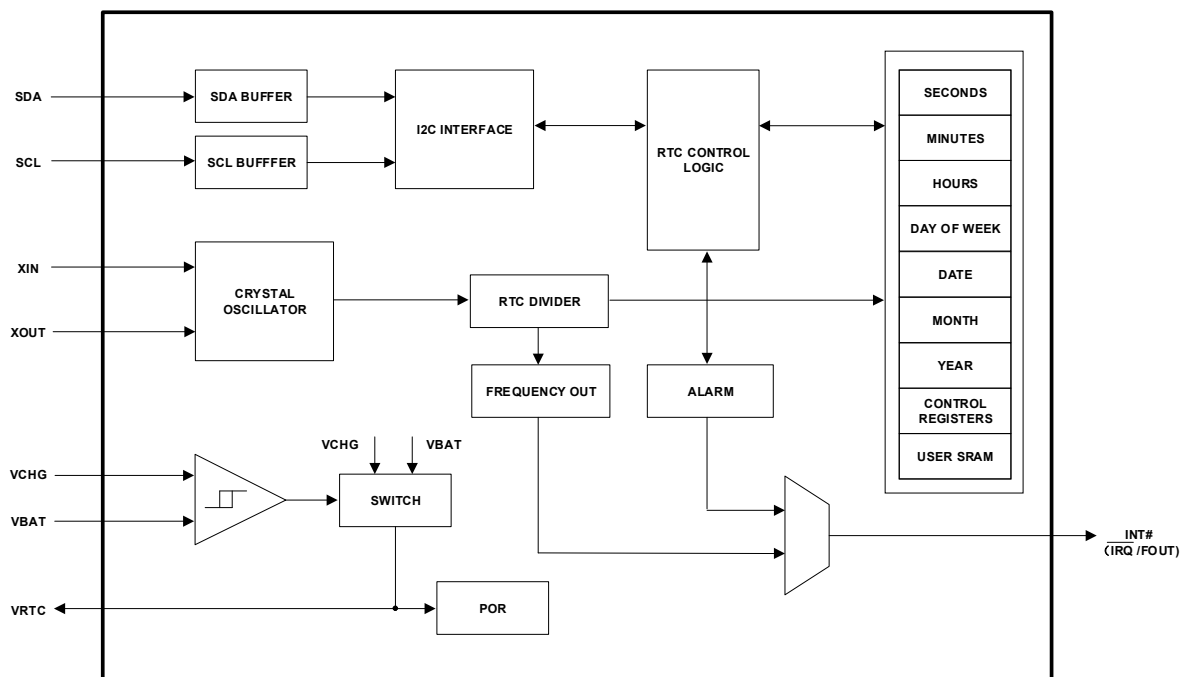 SDA
SDA BUFFER
I2C INTERFACE
RTC CONTROL
LOGIC
SECONDS
MINUTES
HOURS
DAY OF WEEK
DATE
MONTH
YEAR
CONTROL
REGISTERS
USER SRAM
SCL
SCL BUFFFER
XIN
XOUT
CRYSTAL
OSCILLATOR
RTC DIVIDER
FREQUENCY OUT
ALARM
VCHG
VBAT
VCHG
VBAT
SWITCH
INT#
(IRQ /FOUT)
VRTC
POR